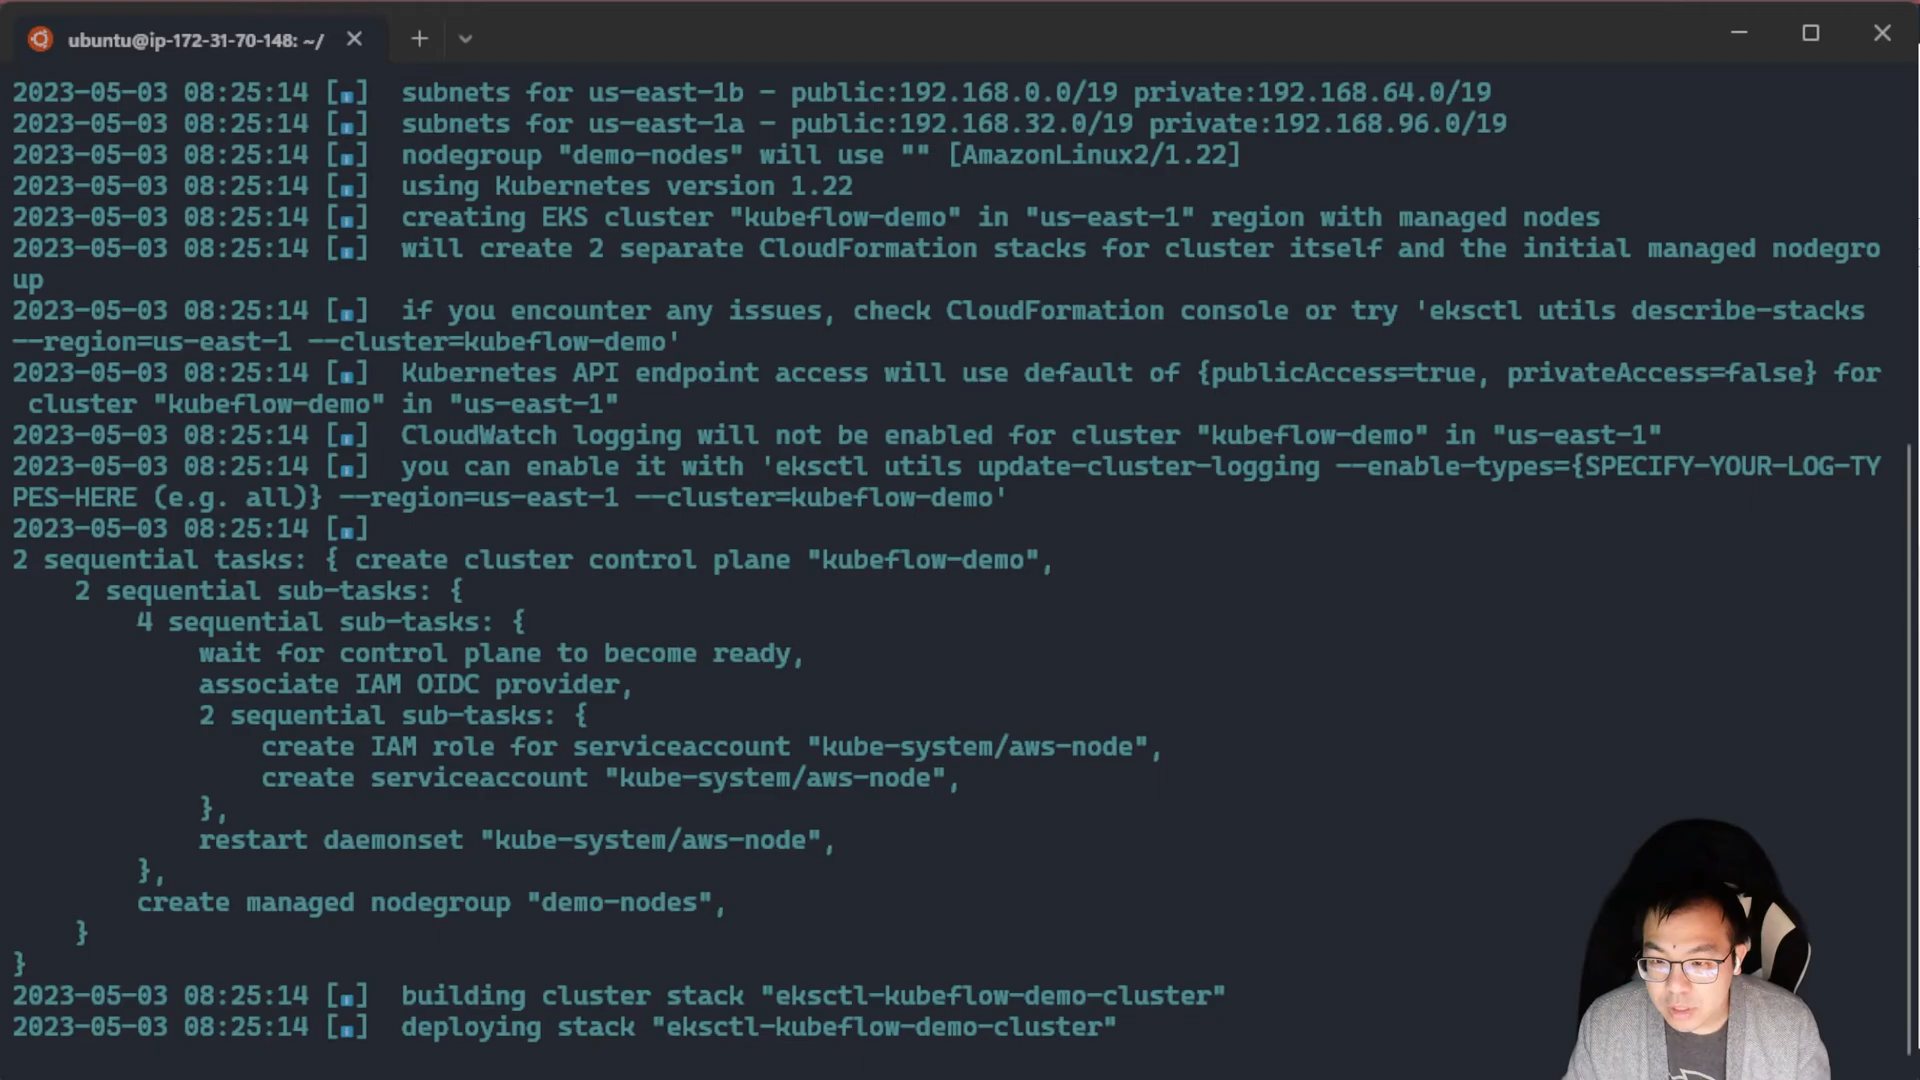 ubuntu@ip-172-31-70-148: ~/
2023-05-03 08:25:14 [ℹ]  subnets for us-east-1b - public:192.168.0.0/19 private:192.168.64.0/19
2023-05-03 08:25:14 [ℹ]  subnets for us-east-1a - public:192.168.32.0/19 private:192.168.96.0/19
2023-05-03 08:25:14 [ℹ]  nodegroup "demo-nodes" will use "" [AmazonLinux2/1.22]
2023-05-03 08:25:14 [ℹ]  using Kubernetes version 1.22
2023-05-03 08:25:14 [ℹ]  creating EKS cluster "kubeflow-demo" in "us-east-1" region with managed nodes
2023-05-03 08:25:14 [ℹ]  will create 2 separate CloudFormation stacks for cluster itself and the initial managed nodegro
up
2023-05-03 08:25:14 [ℹ]  if you encounter any issues, check CloudFormation console or try 'eksctl utils describe-stacks
--region=us-east-1 --cluster=kubeflow-demo'
2023-05-03 08:25:14 [ℹ]  Kubernetes API endpoint access will use default of {publicAccess=true, privateAccess=false} for
 cluster "kubeflow-demo" in "us-east-1"
2023-05-03 08:25:14 [ℹ]  CloudWatch logging will not be enabled for cluster "kubeflow-demo" in "us-east-1"
2023-05-03 08:25:14 [ℹ]  you can enable it with 'eksctl utils update-cluster-logging --enable-types={SPECIFY-YOUR-LOG-TY
PES-HERE (e.g. all)} --region=us-east-1 --cluster=kubeflow-demo'
2023-05-03 08:25:14 [ℹ]
2 sequential tasks: { create cluster control plane "kubeflow-demo",
    2 sequential sub-tasks: {
        4 sequential sub-tasks: {
            wait for control plane to become ready,
            associate IAM OIDC provider,
            2 sequential sub-tasks: {
                create IAM role for serviceaccount "kube-system/aws-node",
                create serviceaccount "kube-system/aws-node",
            },
            restart daemonset "kube-system/aws-node",
        },
        create managed nodegroup "demo-nodes",
    }
}
2023-05-03 08:25:14 [ℹ]  building cluster stack "eksctl-kubeflow-demo-cluster"
2023-05-03 08:25:14 [ℹ]  deploying stack "eksctl-kubeflow-demo-cluster"